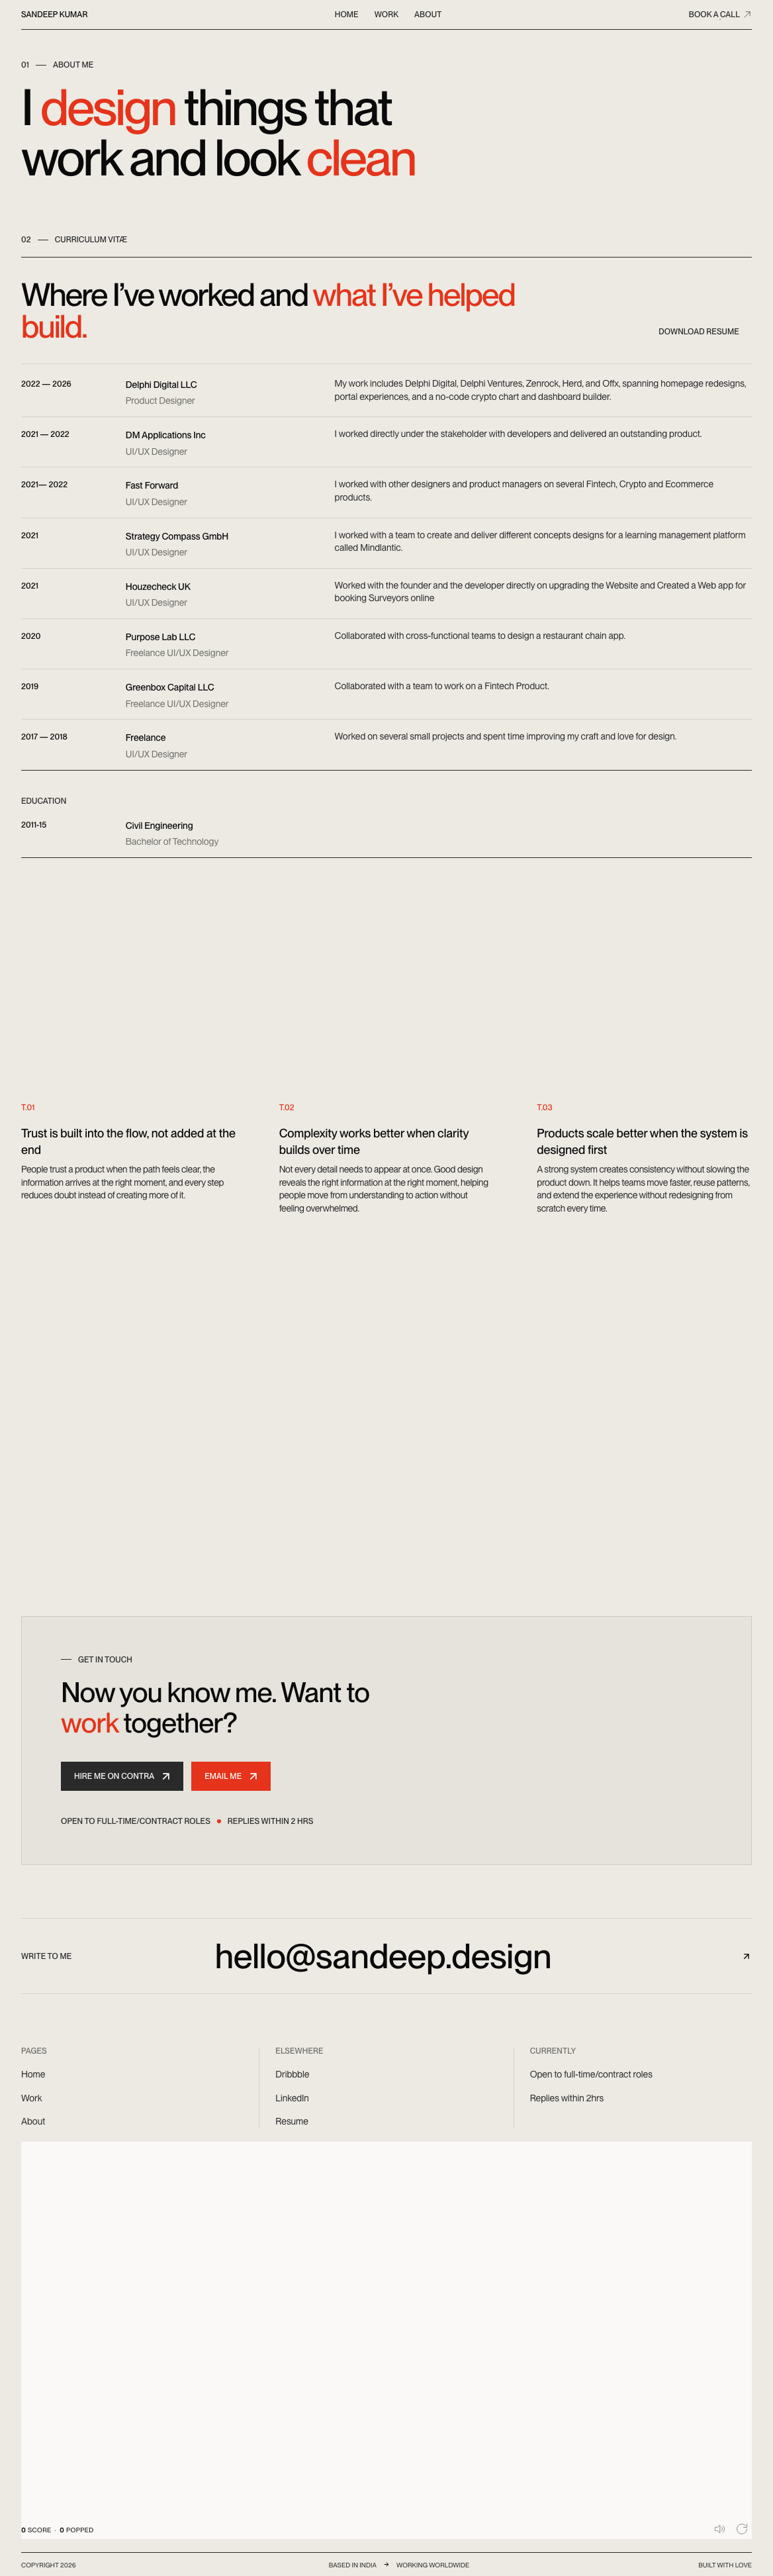 SANDEEP KUMAR
HOME WORK ABOUT
BOOK A CALL
01 — ABOUT ME
I design things that
work and look clean
02 — CURRICULUM VITÆ
Where I've worked and what I've helped
build.
DOWNLOAD RESUME
2022 — 2026
Delphi Digital LLC
Product Designer
My work includes Delphi Digital, Delphi Ventures, Zenrock, Herd, and Offx, spanning homepage redesigns,
portal experiences, and a no-code crypto chart and dashboard builder.
2021 — 2022
DM Applications Inc
UI/UX Designer
I worked directly under the stakeholder with developers and delivered an outstanding product.
2021— 2022
Fast Forward
UI/UX Designer
I worked with other designers and product managers on several Fintech, Crypto and Ecommerce
products.
2021
Strategy Compass GmbH
UI/UX Designer
I worked with a team to create and deliver different concepts designs for a learning management platform
called Mindlantic.
2021
Houzecheck UK
UI/UX Designer
Worked with the founder and the developer directly on upgrading the Website and Created a Web app for
booking Surveyors online
2020
Purpose Lab LLC
Freelance UI/UX Designer
Collaborated with cross-functional teams to design a restaurant chain app.
2019
Greenbox Capital LLC
Freelance UI/UX Designer
Collaborated with a team to work on a Fintech Product.
2017 — 2018
Freelance
UI/UX Designer
Worked on several small projects and spent time improving my craft and love for design.
EDUCATION
2011-15
Civil Engineering
Bachelor of Technology
T.01
Trust is built into the flow, not added at the
end
People trust a product when the path feels clear, the
information arrives at the right moment, and every step
reduces doubt instead of creating more of it.
T.02
Complexity works better when clarity
builds over time
Not every detail needs to appear at once. Good design
reveals the right information at the right moment, helping
people move from understanding to action without
feeling overwhelmed.
T.03
Products scale better when the system is
designed first
A strong system creates consistency without slowing the
product down. It helps teams move faster, reuse patterns,
and extend the experience without redesigning from
scratch every time.
— GET IN TOUCH
Now you know me. Want to
work together?
HIRE ME ON CONTRA
EMAIL ME
OPEN TO FULL-TIME/CONTRACT ROLES • REPLIES WITHIN 2 HRS
WRITE TO ME
hello@sandeep.design
PAGES
Home
Work
About
ELSEWHERE
Dribbble
LinkedIn
Resume
CURRENTLY
Open to full-time/contract roles
Replies within 2hrs
0 SCORE · 0 POPPED
COPYRIGHT 2026
BASED IN INDIA → WORKING WORLDWIDE
BUILT WITH LOVE